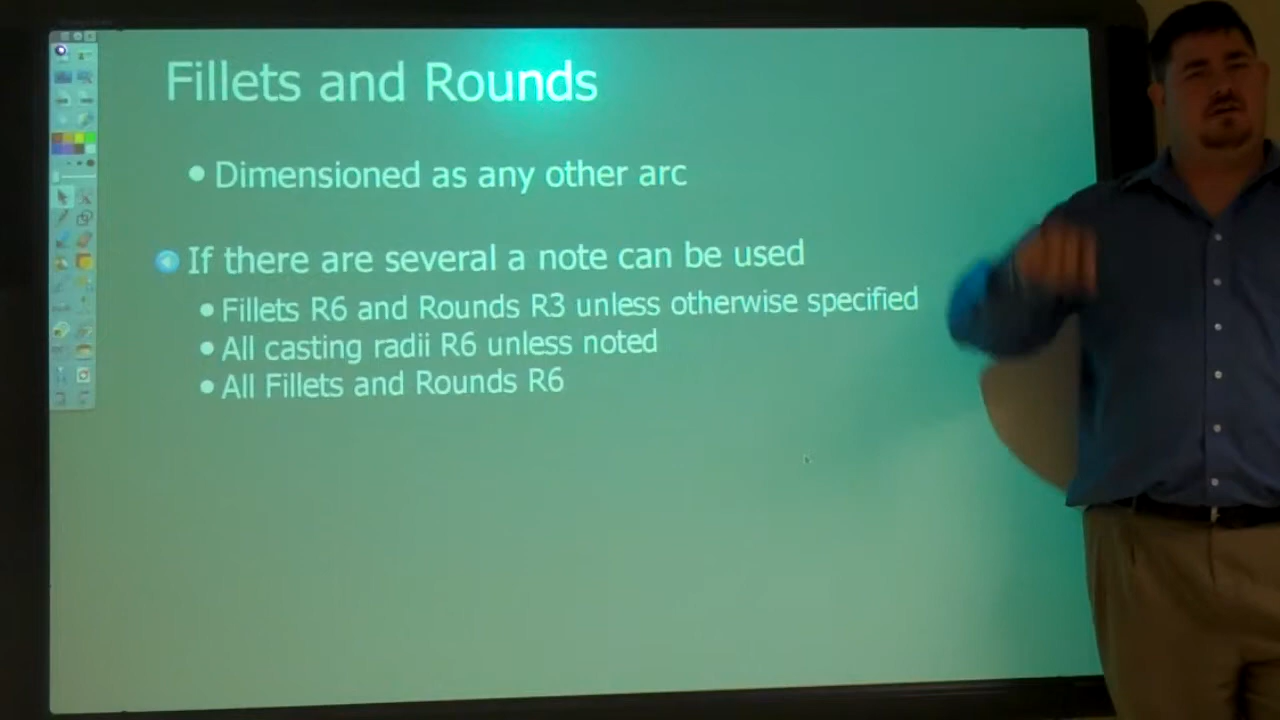 Fillets and Rounds
Dimensioned as any other arc
If there are several a note can be used
Fillets R6 and Rounds R3 unless otherwise specified
All casting radii R6 unless noted
All Fillets and Rounds R6